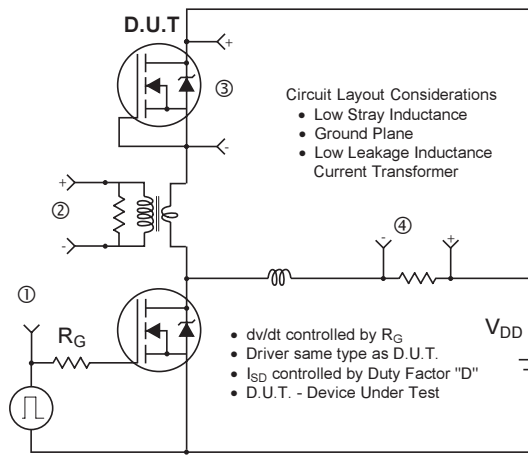 D.U.T
+
③
-
Circuit Layout Considerations
• Low Stray Inductance
• Ground Plane
• Low Leakage Inductance
Current Transformer
+
②
-
④
-
+
①
RG
VDD
• dv/dt controlled by RG
• Driver same type as D.U.T.
• ISD controlled by Duty Factor "D"
• D.U.T. - Device Under Test